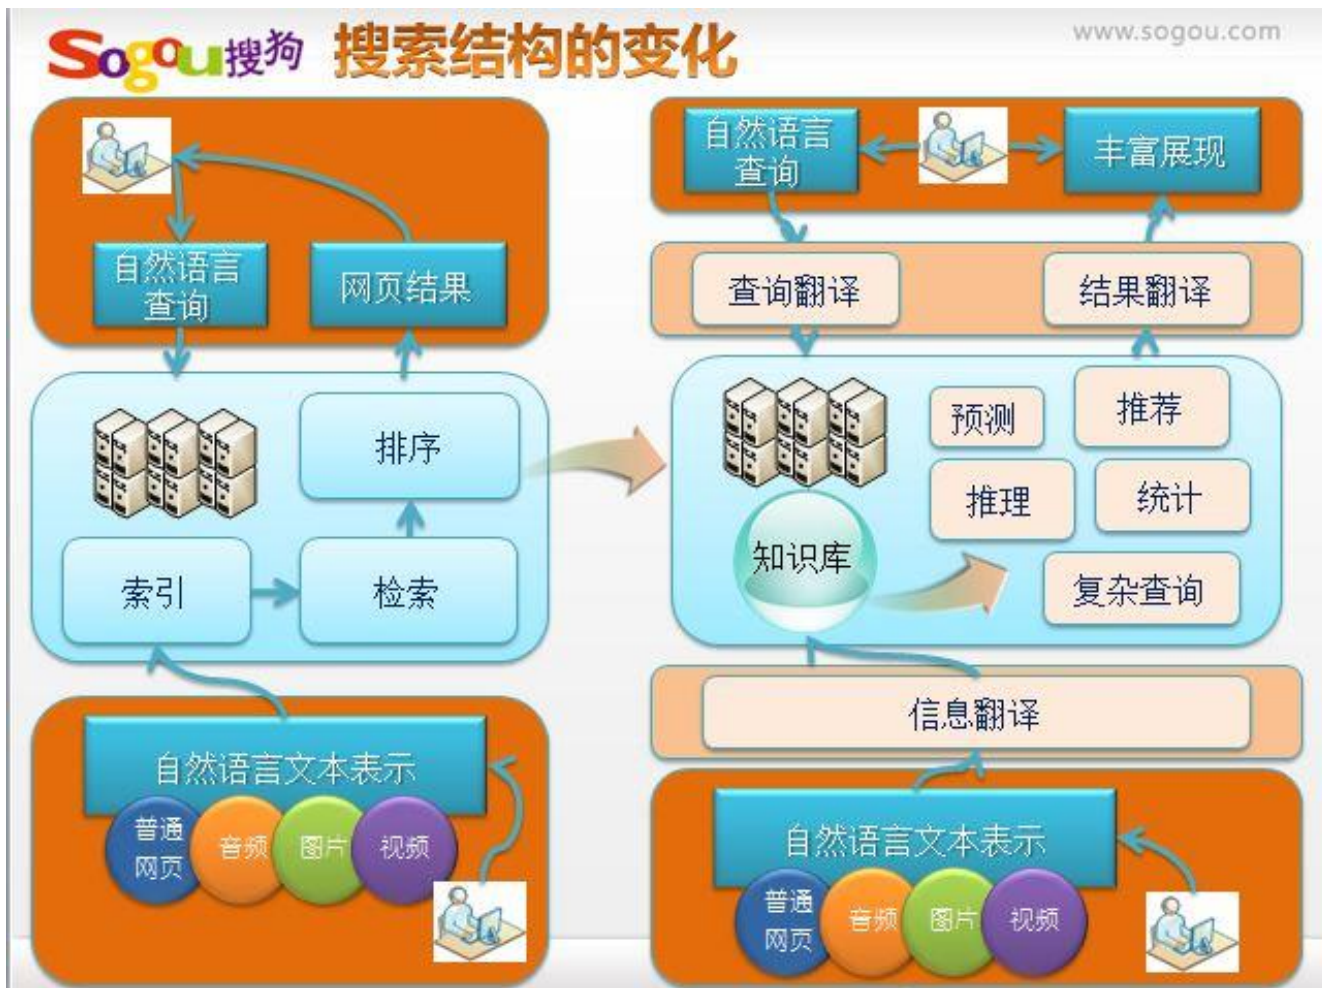 Sogou搜狗 搜索结构的变化
www.sogou.com
自然语言
查询
网页结果
排序
索引
检索
自然语言文本表示
普通
网页
音频
图片
视频
自然语言
查询
丰富展现
查询翻译
结果翻译
预测
推荐
推理
统计
知识库
复杂查询
信息翻译
自然语言文本表示
普通
网页
音频
图片
视频